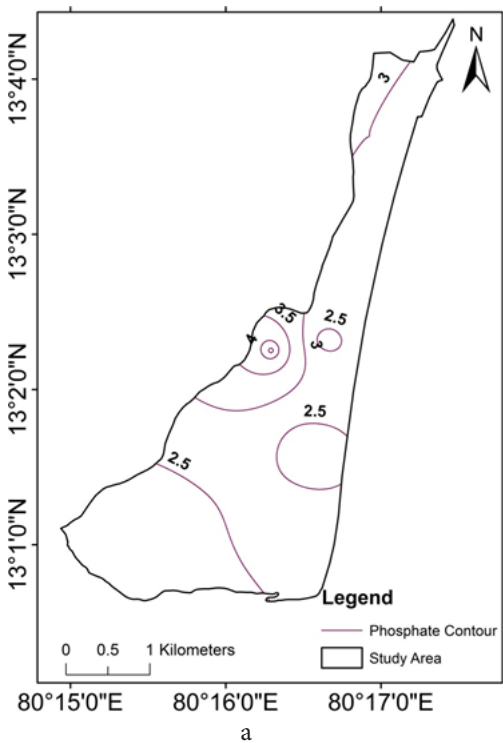 N
13°4'0"N
3
13°3'0"N
3.5
2.5
4
3
13°2'0"N
2.5
2.5
13°1'0"N
Legend
0 0.5 1 Kilometers
Phosphate Contour
Study Area
80°15'0"E 80°16'0"E 80°17'0"E
a